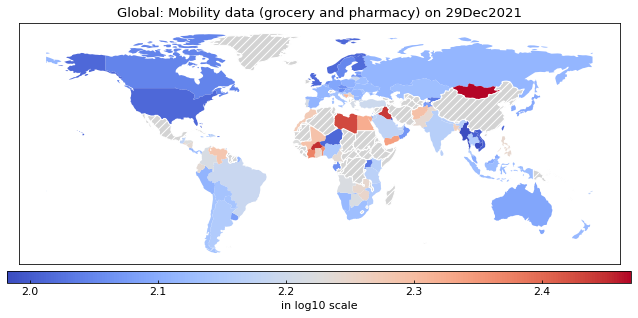 Global: Mobility data (grocery and pharmacy) on 29Dec2021
2.0 2.1 2.2 2.3 2.4
in log10 scale